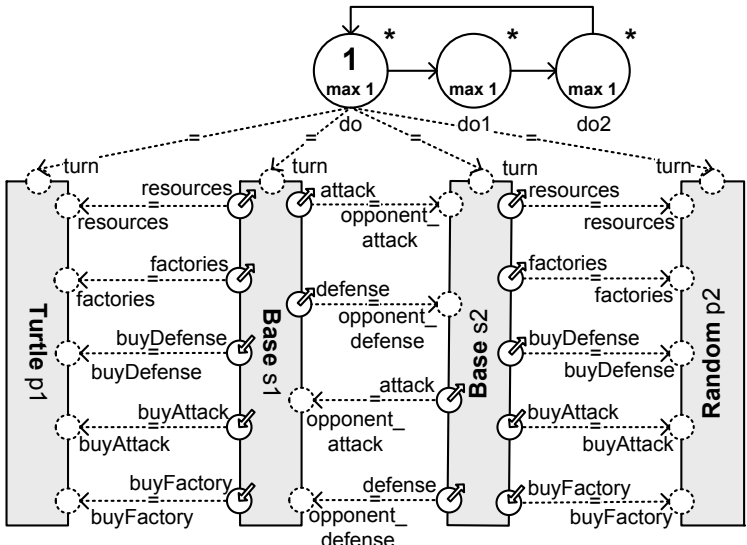 *
*
*
1
max 1
max 1
max 1
do
do1
do2
=
=
=
=
turn
turn
turn
turn
resources
attack
resources
resources
=
opponent_
attack
=
=
resources
factories
=
factories
defense
=
opponent_
defense
factories
=
factories
Turtle p1
Base s1
Base s2
Random p2
buyDefense
=
buyDefense
buyDefense
=
buyDefense
attack
=
opponent_
attack
buyAttack
=
buyAttack
buyAttack
=
buyAttack
buyFactory
=
buyFactory
defense
=
opponent_
defense
buyFactory
=
buyFactory